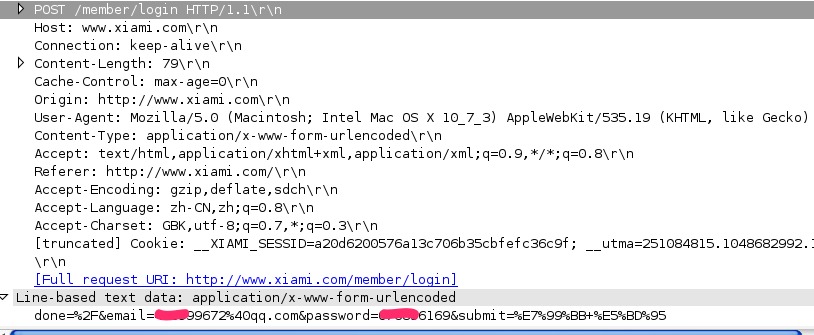 POST /member/login HTTP/1.1\r\n
Host: www.xiami.com\r\n
Connection: keep-alive\r\n
Content-Length: 79\r\n
Cache-Control: max-age=0\r\n
Origin: http://www.xiami.com\r\n
User-Agent: Mozilla/5.0 (Macintosh; Intel Mac OS X 10_7_3) AppleWebKit/535.19 (KHTML, like Gecko)
Content-Type: application/x-www-form-urlencoded\r\n
Accept: text/html,application/xhtml+xml,application/xml;q=0.9,*/*;q=0.8\r\n
Referer: http://www.xiami.com/\r\n
Accept-Encoding: gzip,deflate,sdch\r\n
Accept-Language: zh-CN,zh;q=0.8\r\n
Accept-Charset: GBK,utf-8;q=0.7,*;q=0.3\r\n
[truncated] Cookie: __XIAMI_SESSID=a20d6200576a13c706b35cbfefc36c9f; __utma=251084815.1048682992.1
\r\n
[Full request URI: http://www.xiami.com/member/login]
Line-based text data: application/x-www-form-urlencoded
done=%2F&email= 99672%40qq.com&password= 6169&submit=%E7%99%BB+%E5%BD%95